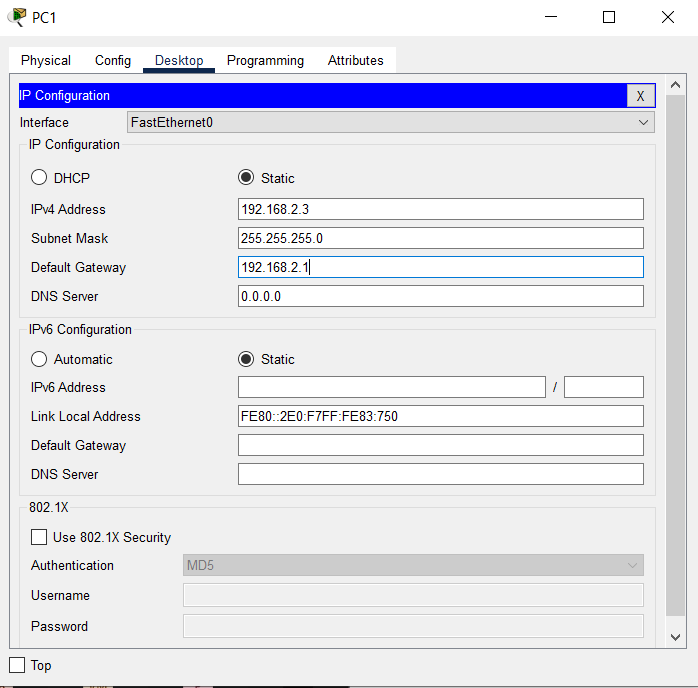 PC1
Physical Config Desktop Programming Attributes
IP Configuration X
Interface FastEthernet0
IP Configuration
DHCP Static
IPv4 Address 192.168.2.3
Subnet Mask 255.255.255.0
Default Gateway 192.168.2.1
DNS Server 0.0.0.0
IPv6 Configuration
Automatic Static
IPv6 Address /
Link Local Address FE80::2E0:F7FF:FE83:750
Default Gateway
DNS Server
802.1X
Use 802.1X Security
Authentication MD5
Username
Password
Top